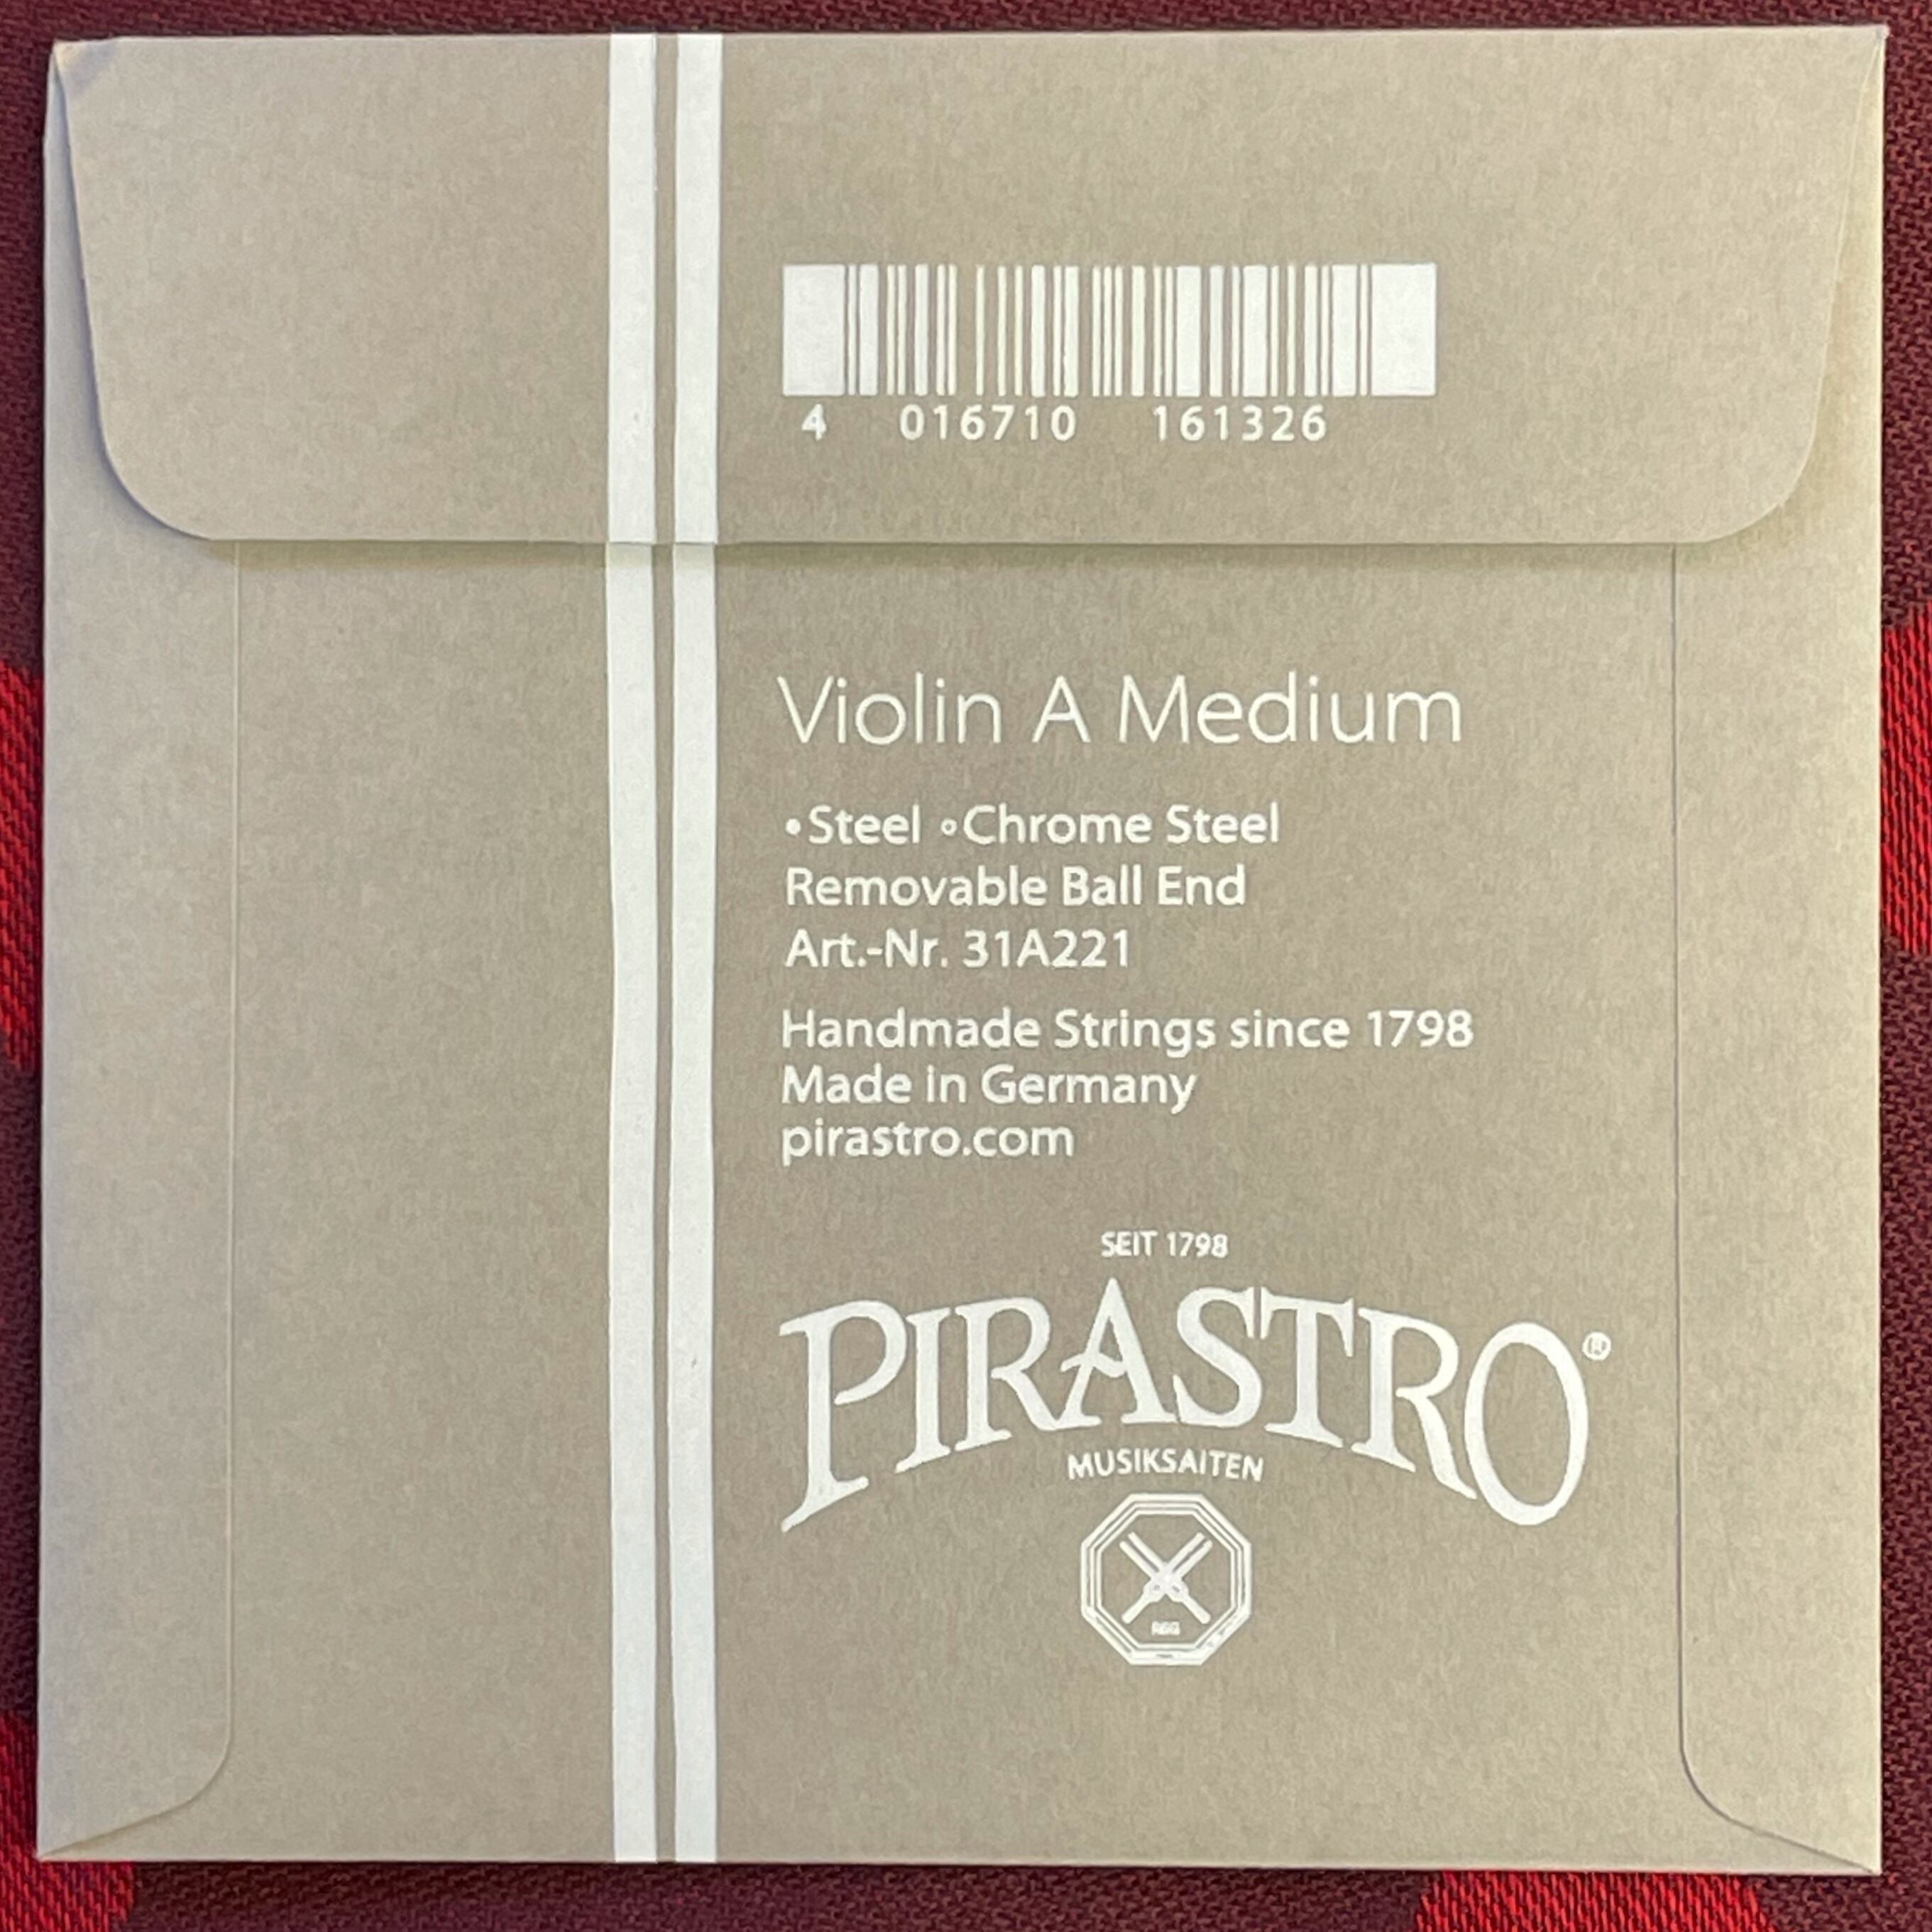 4 016710 161326
Violin A Medium
•Steel ∘Chrome Steel
Removable Ball End
Art.-Nr. 31A221
Handmade Strings since 1798
Made in Germany
pirastro.com
SEIT 1798
PIRASTRO®
MUSIKSAITEN